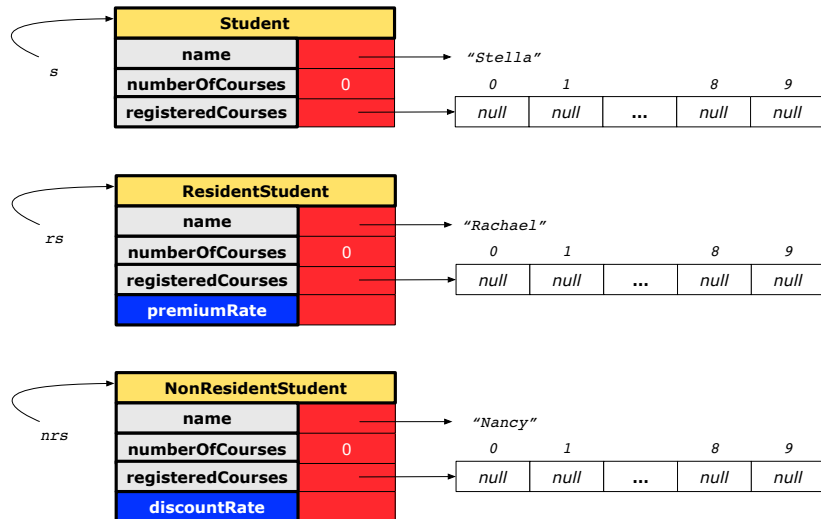 Student
s
name
“Stella”
numberOfCourses 0
0 1 8 9
registeredCourses
null null ... null null
ResidentStudent
rs
name
“Rachael”
numberOfCourses 0
0 1 8 9
registeredCourses
null null ... null null
premiumRate
NonResidentStudent
nrs
name
“Nancy”
numberOfCourses 0
0 1 8 9
registeredCourses
null null ... null null
discountRate